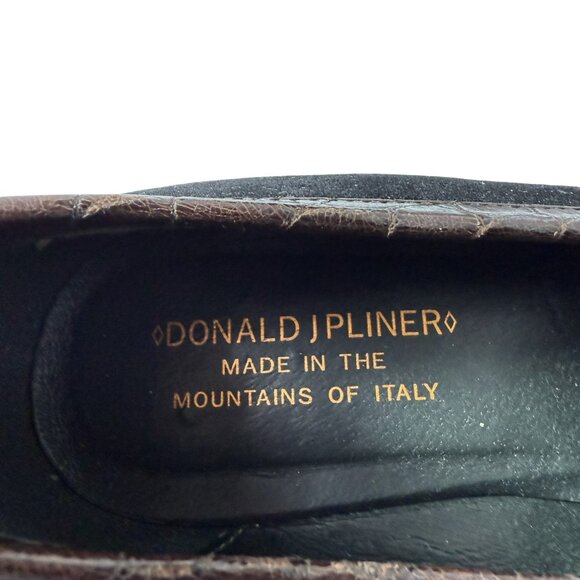 ◊DONALD J PLINER◊
MADE IN THE
MOUNTAINS OF ITALY